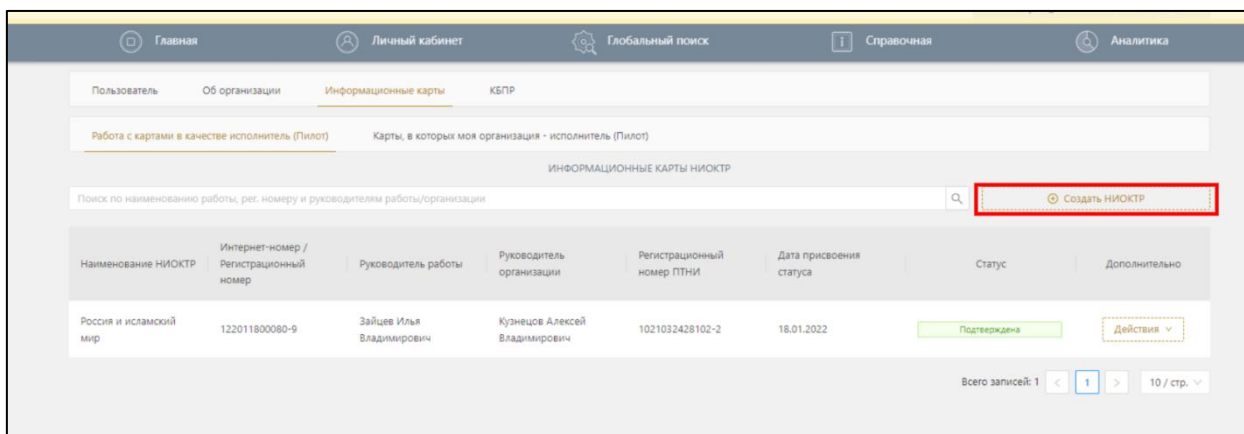 Главная Личный кабинет Глобальный поиск Справочная Аналитика
Пользователь Об организации Информационные карты КБПР
Работа с картами в качестве исполнитель (Пилот) Карты, в которых моя организация - исполнитель (Пилот)
ИНФОРМАЦИОННЫЕ КАРТЫ НИОКТР
Поиск по наименованию работы, рег. номеру и руководителям работы/организации Создать НИОКТР
Наименование НИОКТР
Интернет-номер /
Регистрационный
номер
Руководитель работы
Руководитель
организации
Регистрационный
номер ПТНИ
Дата присвоения
статуса
Статус
Дополнительно
Россия и исламский
мир
122011800080-9
Зайцев Илья
Владимирович
Кузнецов Алексей
Владимирович
1021032428102-2
18.01.2022
Подтверждена
Действия
Всего записей: 1 < 1 > 10 / стр.